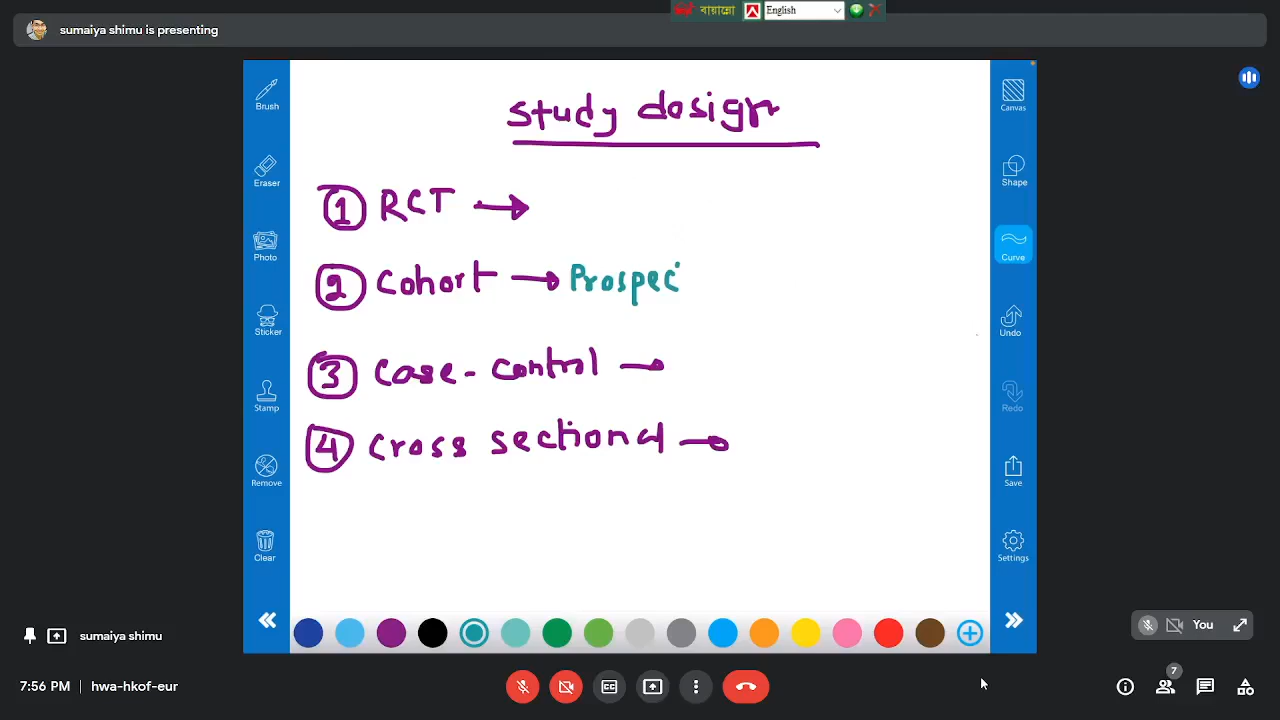 বায়ান্নো English
sumaiya shimu is presenting
Brush
Eraser
Photo
Sticker
Stamp
Remove
Clear
study design
1 RCT →
2 Cohort → Prospec
3 case-control →
4 cross sectional →
Canvas
Shape
Curve
Undo
Redo
Save
Settings
sumaiya shimu
You
7:56 PM | hwa-hkof-eur
CC
7